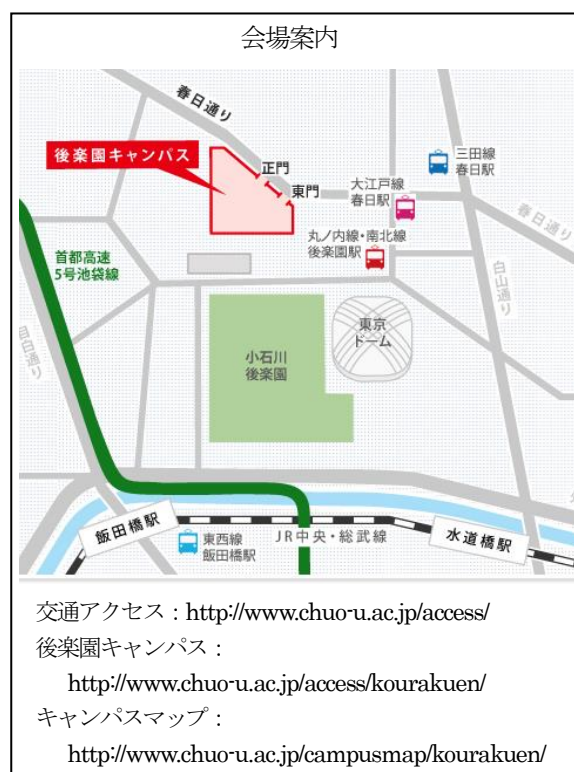 会場案内
春日通り
後楽園キャンパス
正門
東門
三田線
春日駅
大江戸線
春日駅
丸ノ内線・南北線
後楽園駅
春日通り
白山通り
首都高速
5号池袋線
目白通り
東京
ドーム
小石川
後楽園
飯田橋駅
東西線
飯田橋駅
JR中央・総武線
水道橋駅
交通アクセス：http://www.chuo-u.ac.jp/access/
後楽園キャンパス：
http://www.chuo-u.ac.jp/access/kourakuen/
キャンパスマップ：
http://www.chuo-u.ac.jp/campusmap/kourakuen/